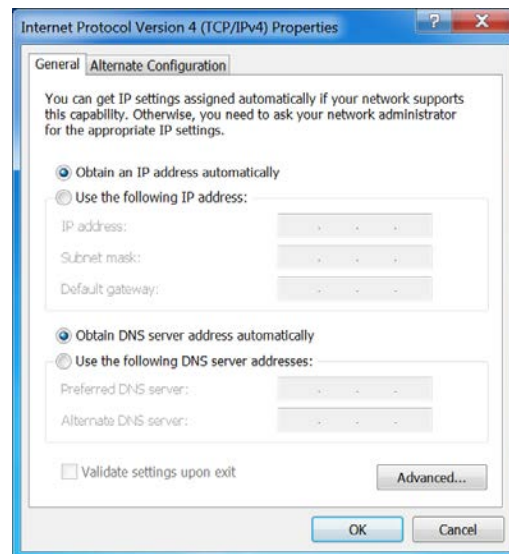 Internet Protocol Version 4 (TCP/IPv4) Properties
? X
General Alternate Configuration
You can get IP settings assigned automatically if your network supports
this capability. Otherwise, you need to ask your network administrator
for the appropriate IP settings.
Obtain an IP address automatically
Use the following IP address:
IP address:
Subnet mask:
Default gateway:
Obtain DNS server address automatically
Use the following DNS server addresses:
Preferred DNS server:
Alternate DNS server:
Validate settings upon exit
Advanced...
OK Cancel